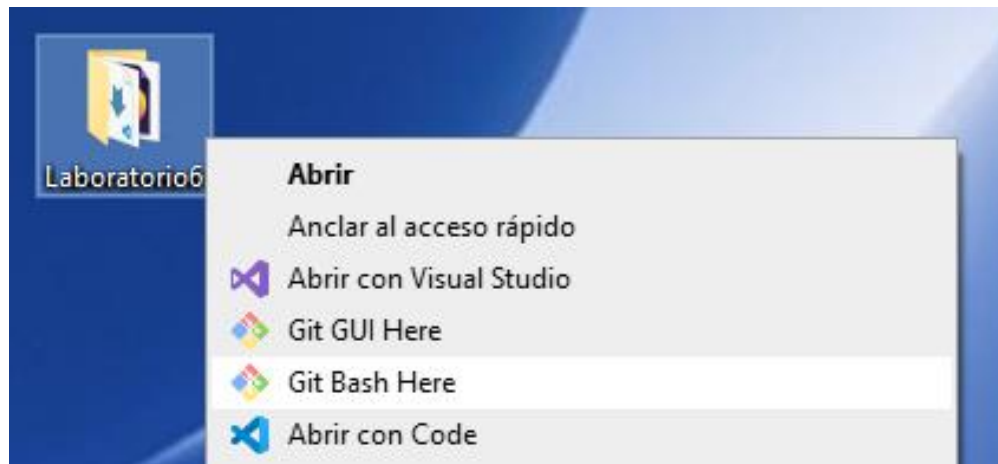 Laboratorio6
Abrir
Anclar al acceso rápido
Abrir con Visual Studio
Git GUI Here
Git Bash Here
Abrir con Code